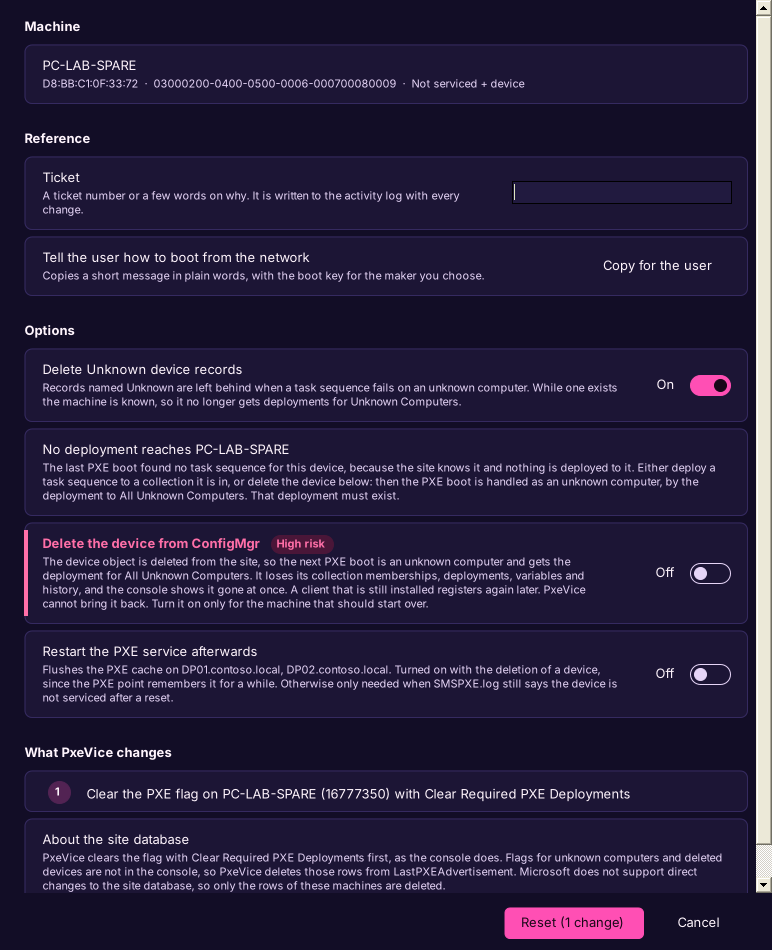 Machine
PC-LAB-SPARE
D8:BB:C1:0F:33:72 · 03000200-0400-0500-0006-000700080009 · Not serviced + device
Reference
Ticket
A ticket number or a few words on why. It is written to the activity log with every
change.
Tell the user how to boot from the network
Copies a short message in plain words, with the boot key for the maker you choose.
Copy for the user
Options
Delete Unknown device records
Records named Unknown are left behind when a task sequence fails on an unknown computer. While one exists
the machine is known, so it no longer gets deployments for Unknown Computers.
On
No deployment reaches PC-LAB-SPARE
The last PXE boot found no task sequence for this device, because the site knows it and nothing is deployed to it. Either deploy a
task sequence to a collection it is in, or delete the device below: then the PXE boot is handled as an unknown computer, by the
deployment to All Unknown Computers. That deployment must exist.
Delete the device from ConfigMgr High risk
The device object is deleted from the site, so the next PXE boot is an unknown computer and gets the
deployment for All Unknown Computers. It loses its collection memberships, deployments, variables and
history, and the console shows it gone at once. A client that is still installed registers again later. PxeVice
cannot bring it back. Turn it on only for the machine that should start over.
Off
Restart the PXE service afterwards
Flushes the PXE cache on DP01.contoso.local, DP02.contoso.local. Turned on with the deletion of a device,
since the PXE point remembers it for a while. Otherwise only needed when SMSPXE.log still says the device is
not serviced after a reset.
Off
What PxeVice changes
1 Clear the PXE flag on PC-LAB-SPARE (16777350) with Clear Required PXE Deployments
About the site database
PxeVice clears the flag with Clear Required PXE Deployments first, as the console does. Flags for unknown computers and deleted
devices are not in the console, so PxeVice deletes those rows from LastPXEAdvertisement. Microsoft does not support direct
changes to the site database, so only the rows of these machines are deleted.
Reset (1 change) Cancel